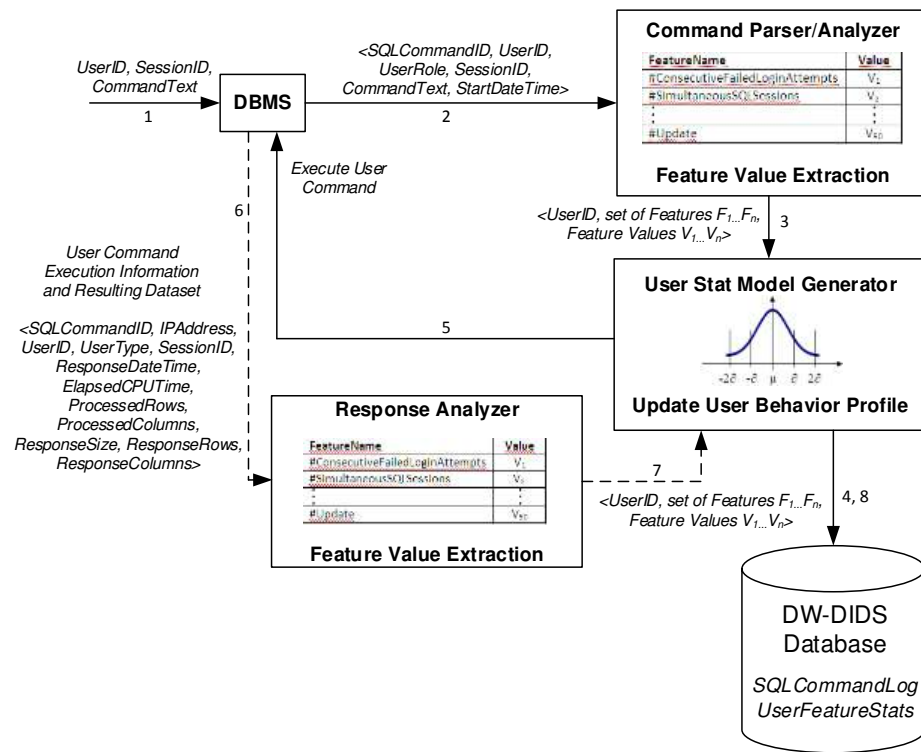 UserID, SessionID,
CommandText
1
DBMS
<SQLCommandID, UserID,
UserRole, SessionID,
CommandText, StartDateTime>
2
Command Parser/Analyzer
FeatureName Value
#ConsecutiveFailedLoginAttempts V1
#SimultaneousSQLSessions V2
#Update V50
Feature Value Extraction
Execute User
Command
<UserID, set of Features F1...Fn,
Feature Values V1...Vn>
3
6
User Command
Execution Information
and Resulting Dataset
<SQLCommandID, IPAddress,
UserID, UserType, SessionID,
ResponseDateTime,
ElapsedCPUTime,
ProcessedRows,
ProcessedColumns,
ResponseSize, ResponseRows,
ResponseColumns>
5
User Stat Model Generator
-2∂ -∂ μ ∂ 2∂
Update User Behavior Profile
Response Analyzer
FeatureName Value
#ConsecutiveFailedLoginAttempts V1
#SimultaneousSQLSessions V2
#Update V50
Feature Value Extraction
7
<UserID, set of Features F1...Fn,
Feature Values V1...Vn>
4, 8
DW-DIDS
Database
SQLCommandLog
UserFeatureStats